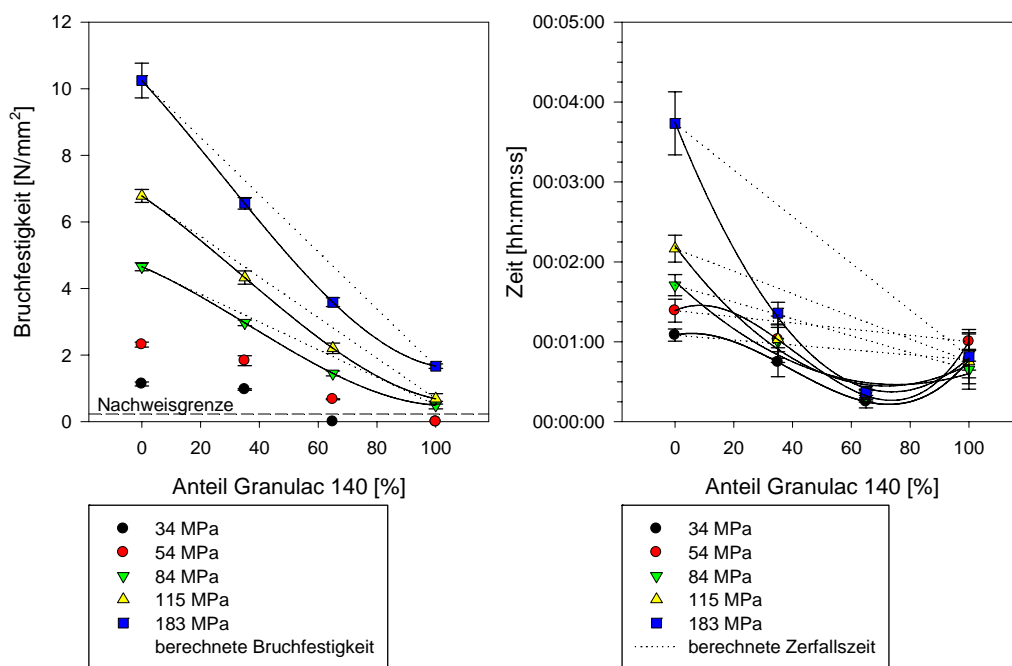 Bruchfestigkeit [N/mm²]
12
10
8
6
4
2
0
Nachweisgrenze
0 20 40 60 80 100
Anteil Granulac 140 [%]
34 MPa
54 MPa
84 MPa
115 MPa
183 MPa
berechnete Bruchfestigkeit
Zeit [hh:mm:ss]
00:05:00
00:04:00
00:03:00
00:02:00
00:01:00
00:00:00
0 20 40 60 80 100
Anteil Granulac 140 [%]
34 MPa
54 MPa
84 MPa
115 MPa
183 MPa
berechnete Zerfallszeit